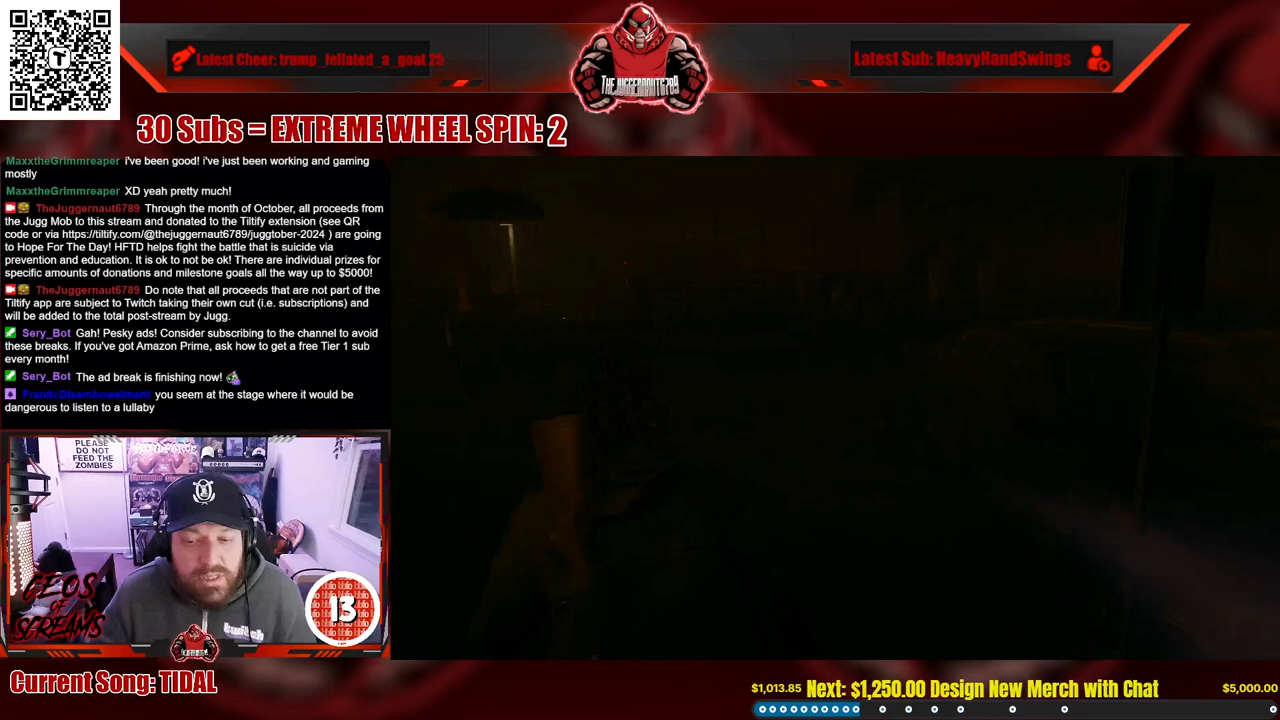 Latest Cheer: trump_fellated_a_goat 25
THEJUGGERNAUT6789
Latest Sub: HeavyHandSwings
30 Subs = EXTREME WHEEL SPIN: 2
MaxxtheGrimmreaper i've been good! i've just been working and gaming
mostly
MaxxtheGrimmreaper XD yeah pretty much!
TheJuggernaut6789 Through the month of October, all proceeds from
the Jugg Mob to this stream and donated to the Tiltify extension (see QR
code or via https://tiltify.com/@thejuggernaut6789/juggtober-2024 ) are going
to Hope For The Day! HFTD helps fight the battle that is suicide via
prevention and education. It is ok to not be ok! There are individual prizes for
specific amounts of donations and milestone goals all the way up to $5000!
TheJuggernaut6789 Do note that all proceeds that are not part of the
Tiltify app are subject to Twitch taking their own cut (i.e. subscriptions) and
will be added to the total post-stream by Jugg.
Sery_Bot Gah! Pesky ads! Consider subscribing to the channel to avoid
these breaks. If you've got Amazon Prime, ask how to get a free Tier 1 sub
every month!
Sery_Bot The ad break is finishing now!
you seem at the stage where it would be
dangerous to listen to a lullaby
PLEASE
DO NOT
FEED THE
ZOMBIES
GEOS
OF
SCREAMS
twitch
13
Current Song: TIDAL
$1,013.85 Next: $1,250.00 Design New Merch with Chat $5,000.00